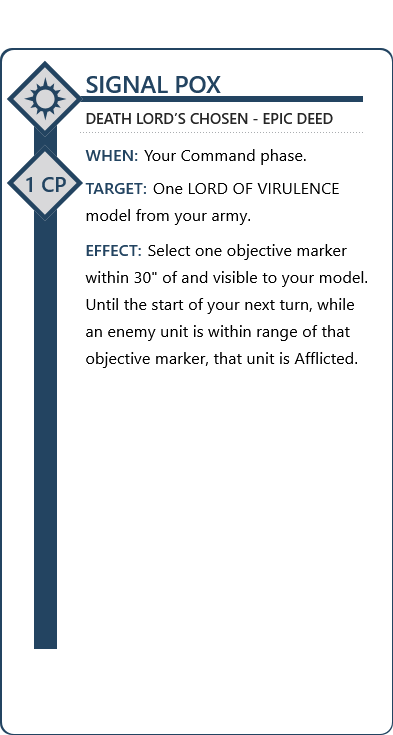 SIGNAL POX
DEATH LORD’S CHOSEN - EPIC DEED
1 CP
WHEN: Your Command phase.
TARGET: One LORD OF VIRULENCE
model from your army.
EFFECT: Select one objective marker
within 30" of and visible to your model.
Until the start of your next turn, while
an enemy unit is within range of that
objective marker, that unit is Afflicted.